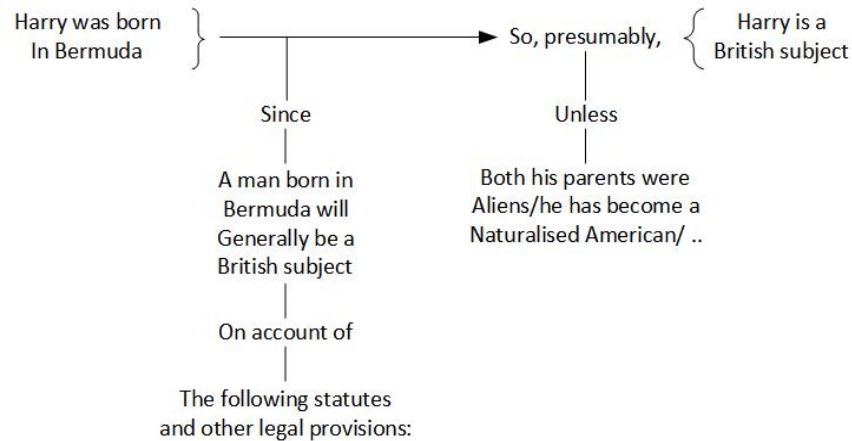 Harry was born
In Bermuda
So, presumably,
Harry is a
British subject
Since
Unless
A man born in
Bermuda will
Generally be a
British subject
Both his parents were
Aliens/he has become a
Naturalised American/ ..
On account of
The following statutes
and other legal provisions: